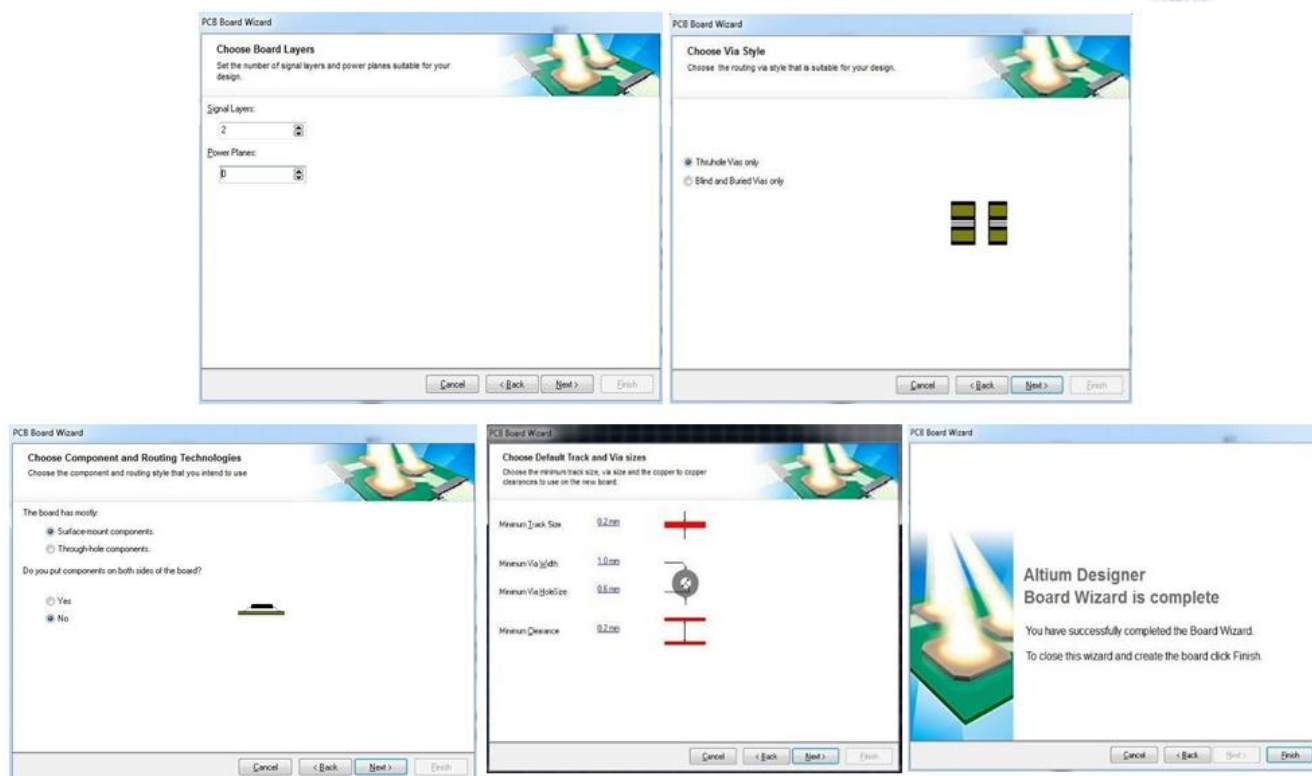 PCB Board Wizard
Choose Board Layers
Set the number of signal layers and power planes suitable for your
design.
Signal Layers:
2
Power Planes:
0
Cancel
< Back
Next >
Finish
PCB Board Wizard
Choose Via Style
Choose the routing via style that is suitable for your design.
Thruhole Vias only
Blind and Buried Vias only
Cancel
< Back
Next >
Finish
PCB Board Wizard
Choose Component and Routing Technologies
Choose the component and routing style that you intend to use
The board has mostly:
Surface-mount components.
Through-hole components.
Do you put components on both sides of the board?
Yes
No
Cancel
< Back
Next >
Finish
PCB Board Wizard
Choose Default Track and Via sizes
Choose the minimum track size, via size and the copper to copper
clearances to use on the new board.
Minimum Track Size
0.2 mm
Minimum Via Width
1.0 mm
Minimum Via HoleSize
0.6 mm
Minimum Clearance
0.2 mm
Cancel
< Back
Next >
Finish
PCB Board Wizard
Altium Designer
Board Wizard is complete
You have successfully completed the Board Wizard.
To close this wizard and create the board click Finish.
Cancel
< Back
Next >
Finish